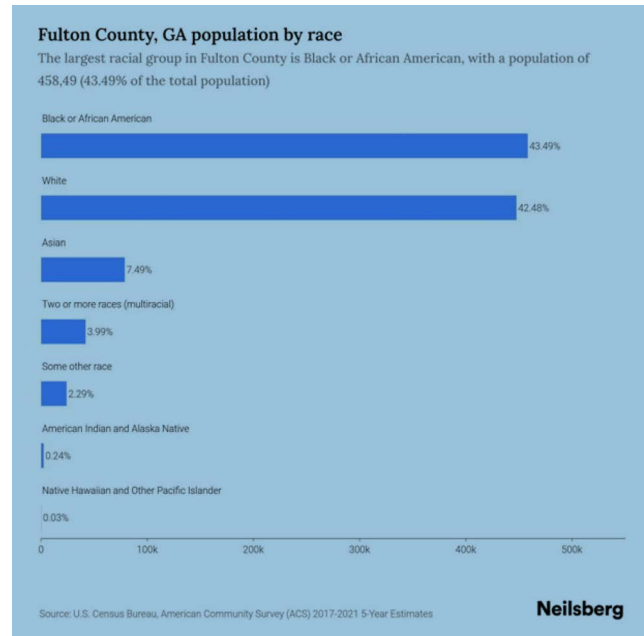 Fulton County, GA population by race
The largest racial group in Fulton County is Black or African American, with a population of
458,49 (43.49% of the total population)
Black or African American
43.49%
White
42.48%
Asian
7.49%
Two or more races (multiracial)
3.99%
Some other race
2.29%
American Indian and Alaska Native
0.24%
Native Hawaiian and Other Pacific Islander
0.03%
0 100k 200k 300k 400k 500k
Source: U.S. Census Bureau, American Community Survey (ACS) 2017-2021 5-Year Estimates
Neilsberg